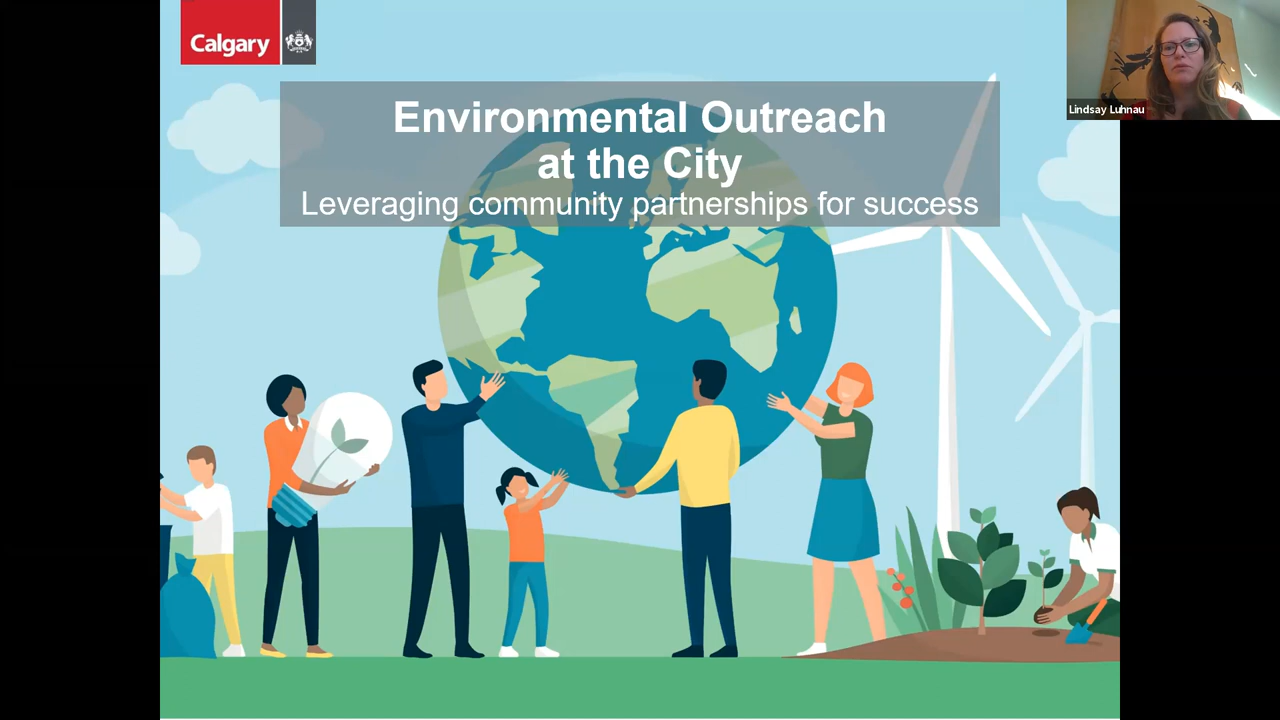 Calgary
Environmental Outreach
at the City
Leveraging community partnerships for success
Lindsay Luhnau